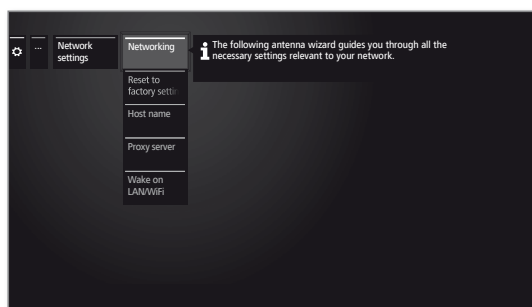 ...
Network
settings
Networking
Reset to
factory settin
Host name
Proxy server
Wake on
LAN/WiFi
The following antenna wizard guides you through all the
necessary settings relevant to your network.